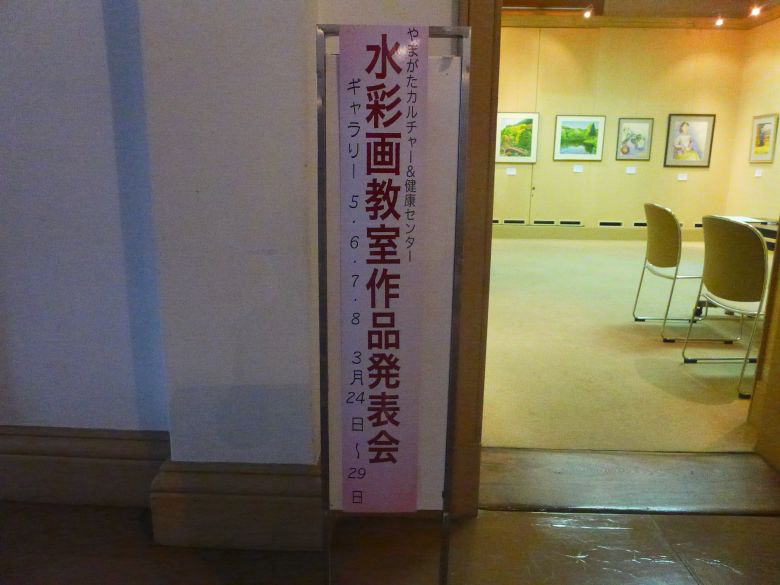 やまがたカルチャー&健康センター
水彩画教室作品発表会
ギャラリー 5・6・7・8 3月24日~29日